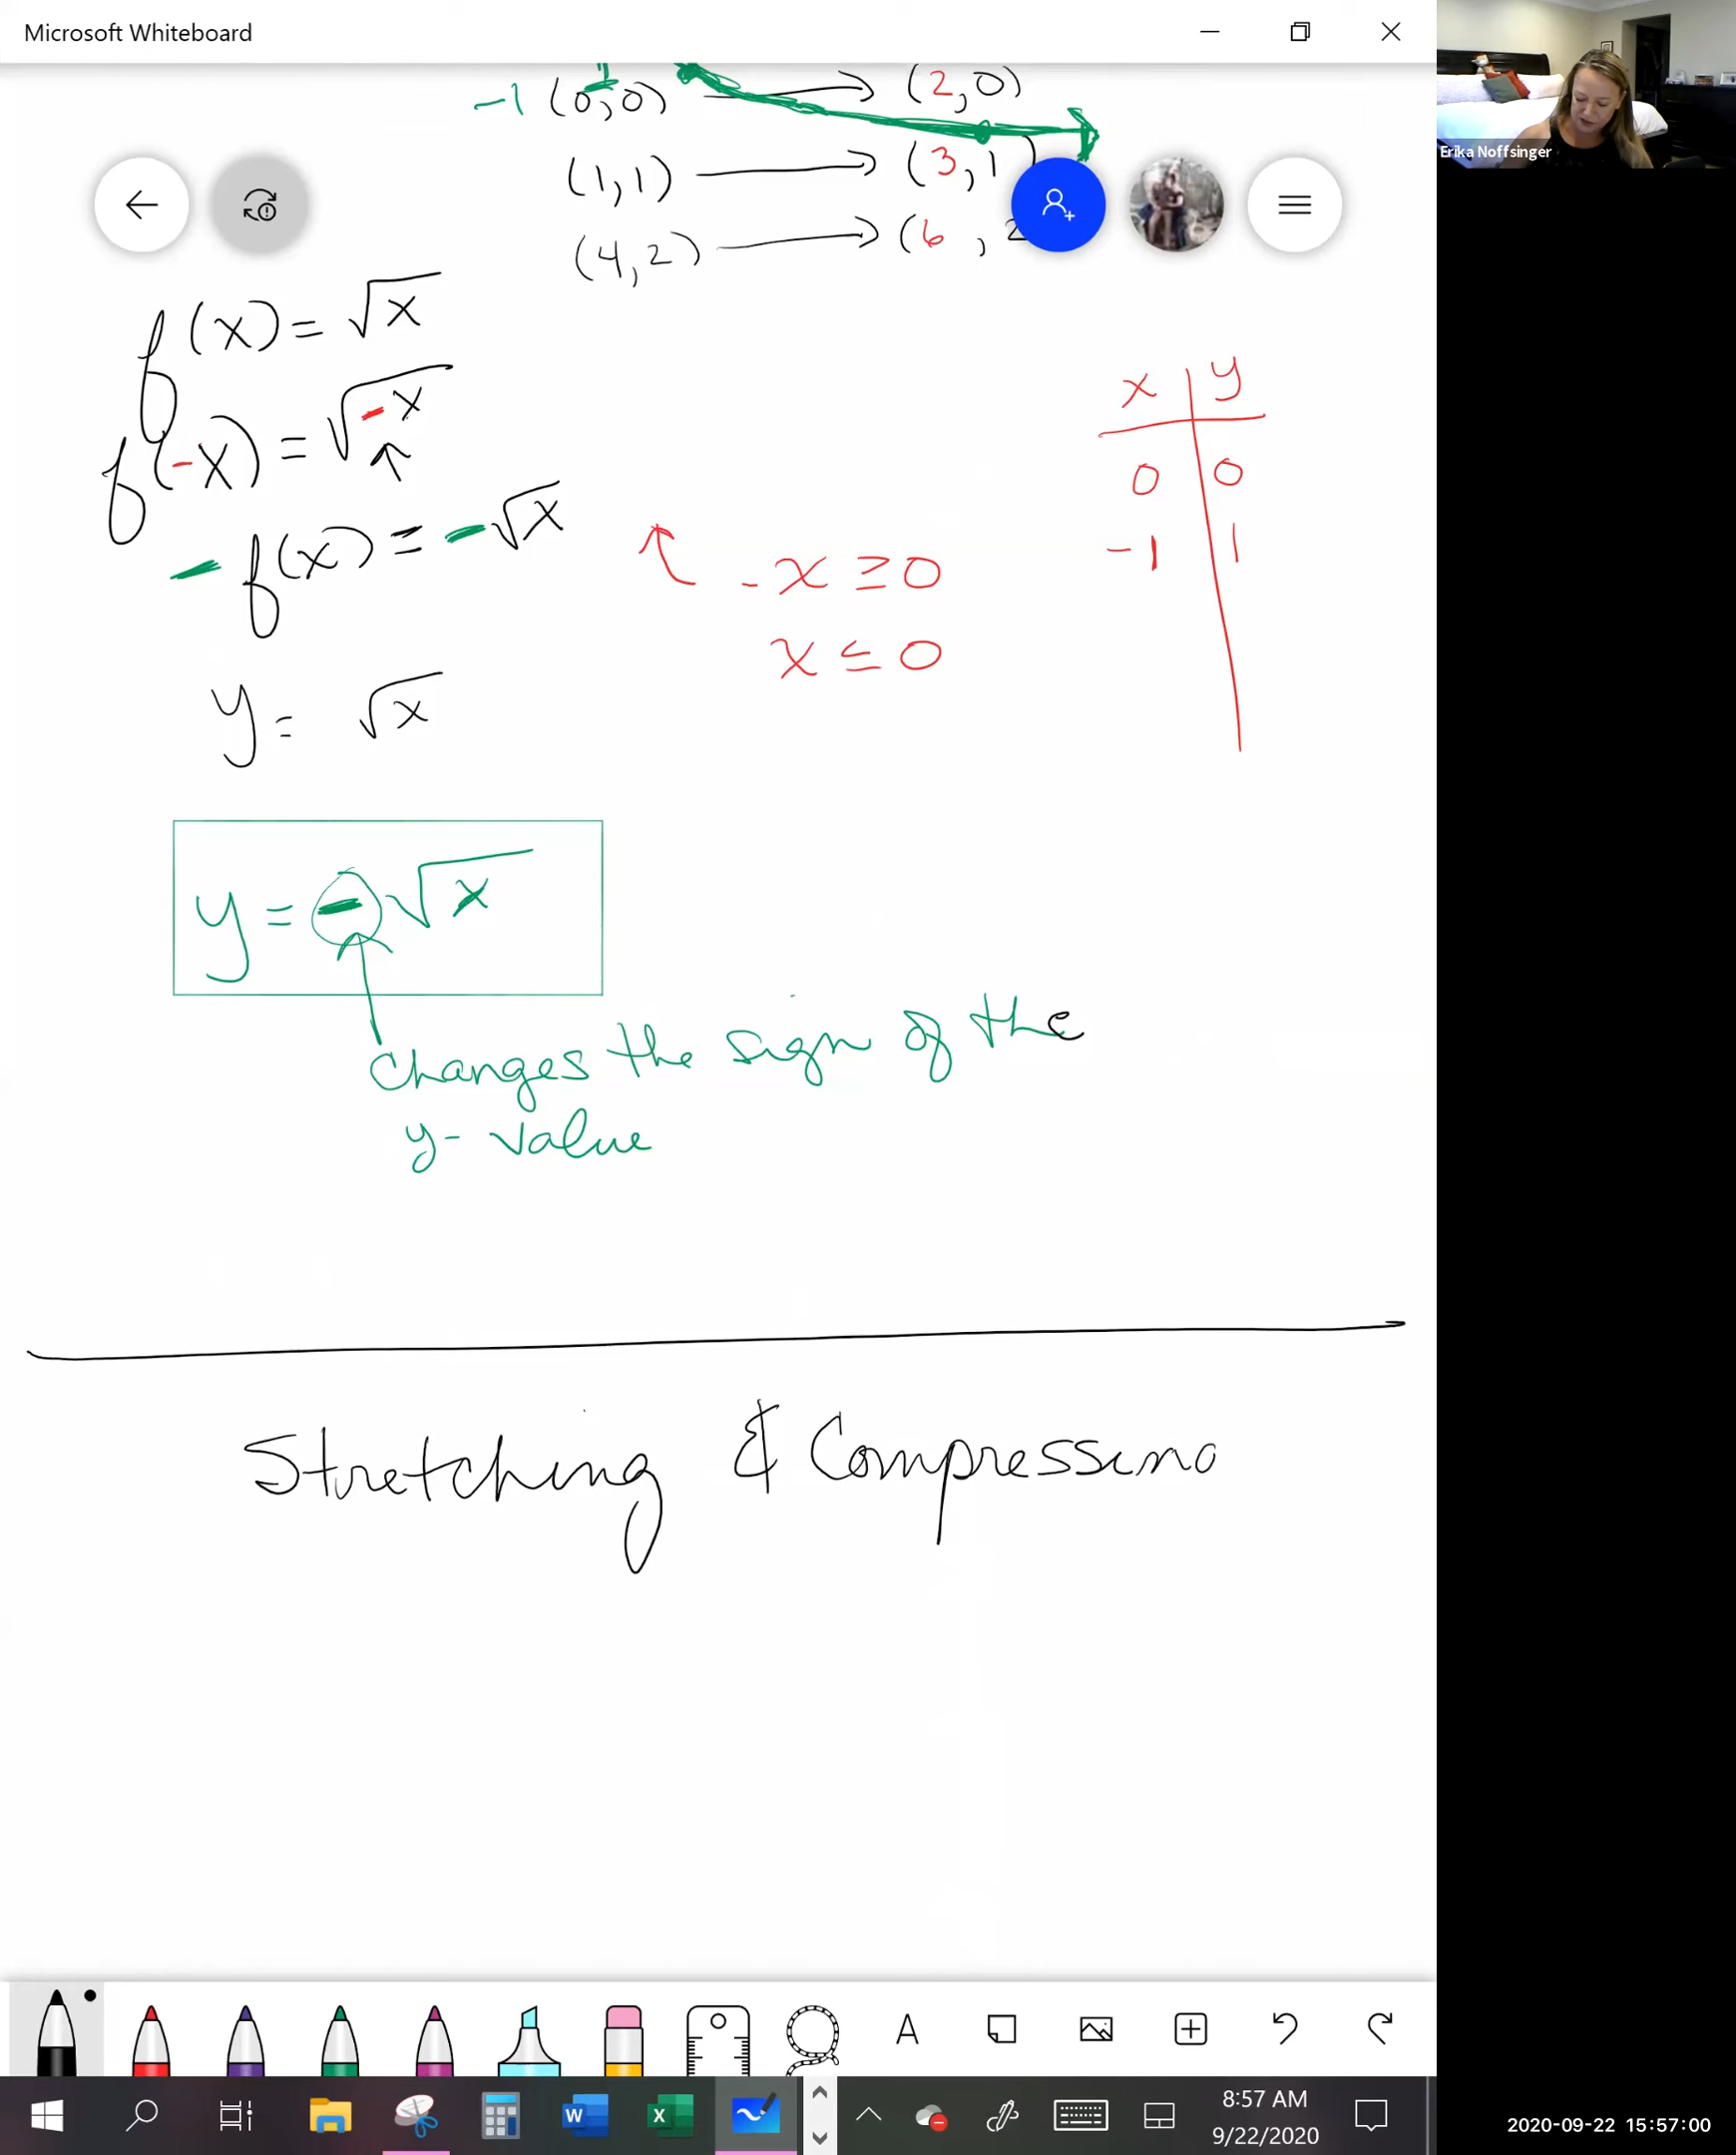 Microsoft Whiteboard
-1 (0,0) → (2,0)
(1,1) → (3,1)
Erika Noffsinger
(4,2) → (6, 2
f(x) = √x
x | y
f(-x) = √-x
0 | 0
-f(x) = -√x
-1 | 1
-x ≥ 0
x ≤ 0
y = √x
y = -√x
changes the sign of the
y-value
Stretching & Compressing
8:57 AM
9/22/2020
2020-09-22 15:57:00